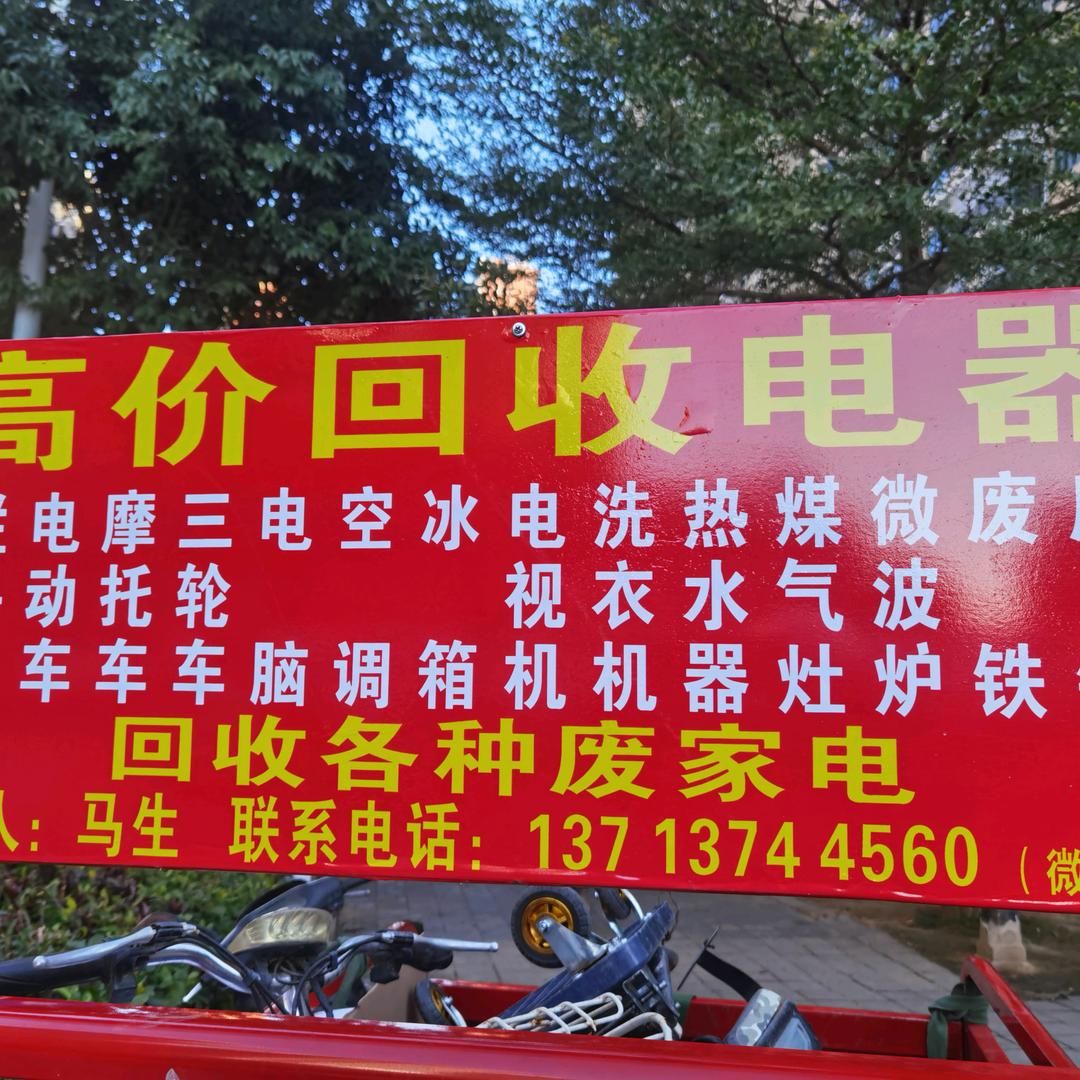 高价回收电器
电摩三电空冰电洗热煤微废
动托轮 视衣水气波
车车车脑调箱机机器灶炉铁
回收各种废家电
人：马生 联系电话：137 1374 4560（微